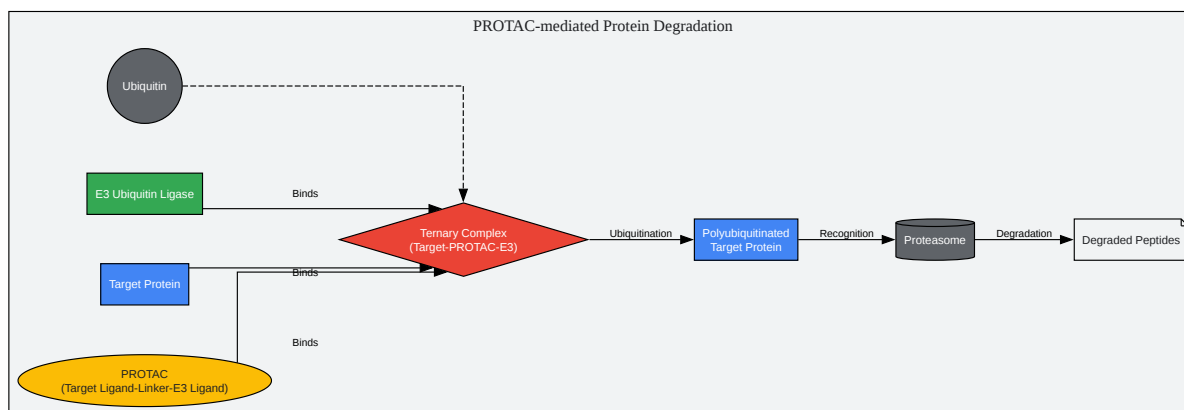 PROTAC-mediated Protein Degradation
Ubiquitin
E3 Ubiquitin Ligase
Binds
Target Protein
Binds
PROTAC
(Target Ligand-Linker-E3 Ligand)
Binds
Ternary Complex
(Target-PROTAC-E3)
Ubiquitination
Polyubiquitinated
Target Protein
Recognition
Proteasome
Degradation
Degraded Peptides